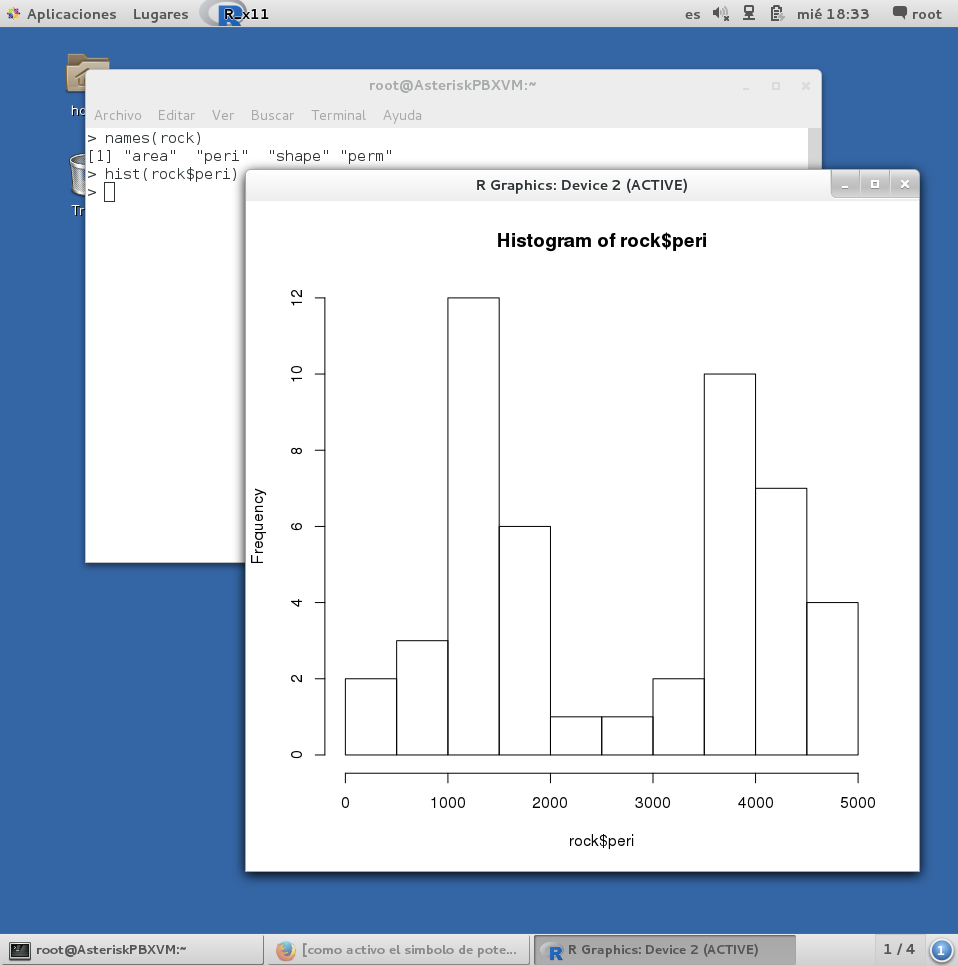 Aplicaciones Lugares R_x11 es mié 18:33 root
root@AsteriskPBXVM:~
Archivo Editar Ver Buscar Terminal Ayuda
> names(rock)
[1] "area" "peri" "shape" "perm"
> hist(rock$peri)
>
R Graphics: Device 2 (ACTIVE)
Histogram of rock$peri
12
10
8
6
4
2
0
Frequency
0 1000 2000 3000 4000 5000
rock$peri
root@AsteriskPBXVM:~ [como activo el simbolo de pote... R Graphics: Device 2 (ACTIVE) 1 / 4 1